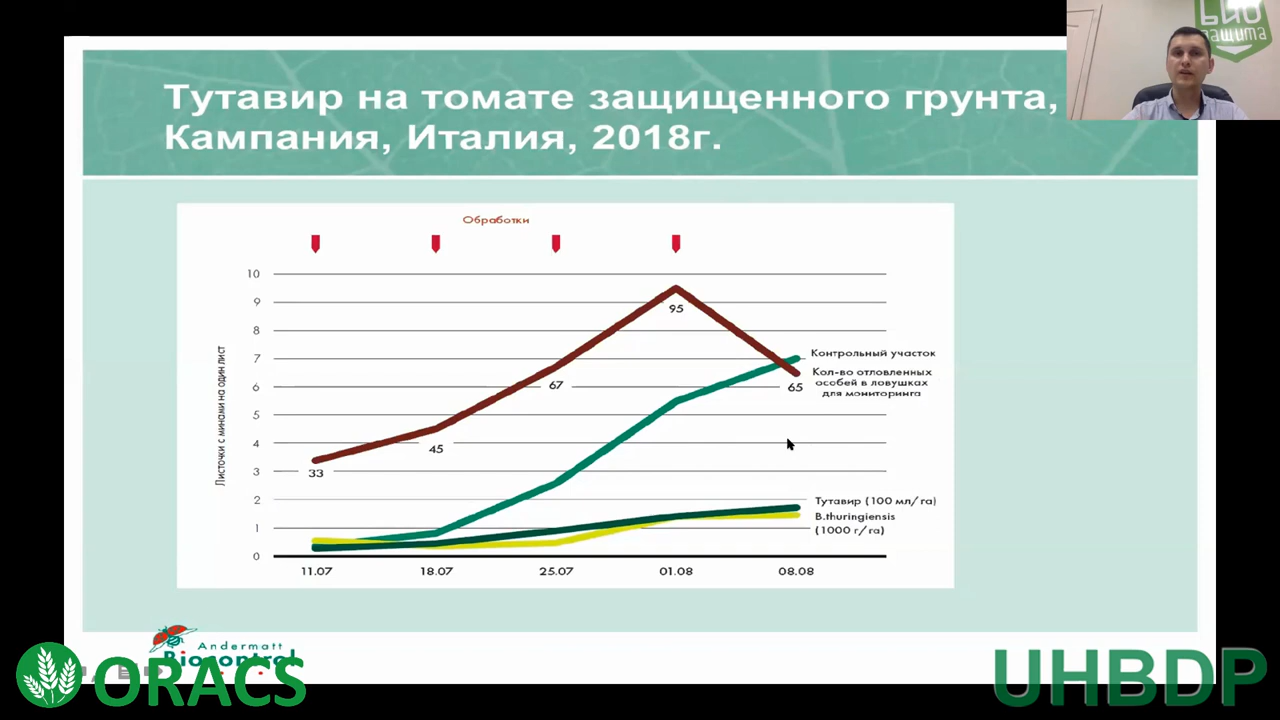 БИО
защита
Тутавир на томате защищенного грунта,
Кампания, Италия, 2018г.
Обработки
Листочки с минами на один лист
10
9
8
7
6
5
4
3
2
1
0
33
45
67
95
65
Контрольный участок
Кол-во отловленных
особей в ловушках
для мониторинга
Тутавир (100 мл/га)
B.thuringiensis
(1000 г/га)
11.07
18.07
25.07
01.08
08.08
Andermatt
Biocontrol
ORACS
UHBDP